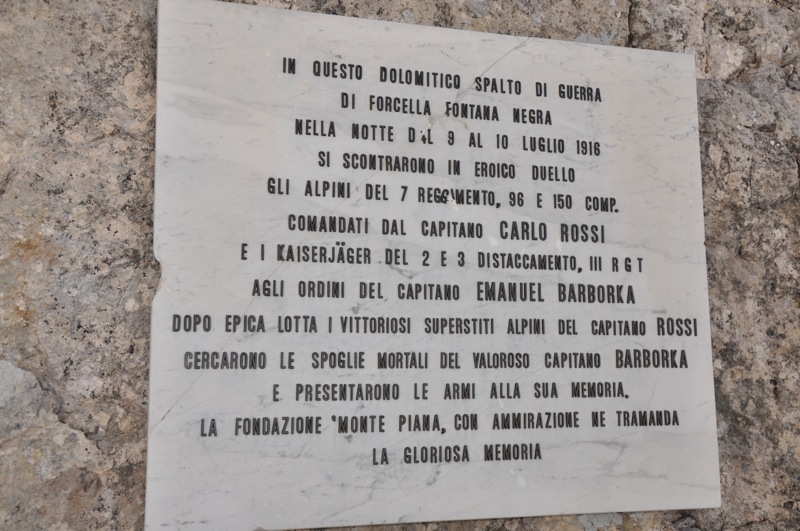 IN QUESTO DOLOMITICO SPALTO DI GUERRA
DI FORCELLA FONTANA NEGRA
NELLA NOTTE DAL 9 AL 10 LUGLIO 1916
SI SCONTRARONO IN EROICO DUELLO
GLI ALPINI DEL 7 REGGIMENTO, 96 E 150 COMP.
COMANDATI DAL CAPITANO CARLO ROSSI
E I KAISERJÄGER DEL 2 E 3 DISTACCAMENTO, III R G T
AGLI ORDINI DEL CAPITANO EMANUEL BARBORKA
DOPO EPICA LOTTA I VITTORIOSI SUPERSTITI ALPINI DEL CAPITANO ROSSI
CERCARONO LE SPOGLIE MORTALI DEL VALOROSO CAPITANO BARBORKA
E PRESENTARONO LE ARMI ALLA SUA MEMORIA.
LA FONDAZIONE 'MONTE PIANA, CON AMMIRAZIONE NE TRAMANDA
LA GLORIOSA MEMORIA